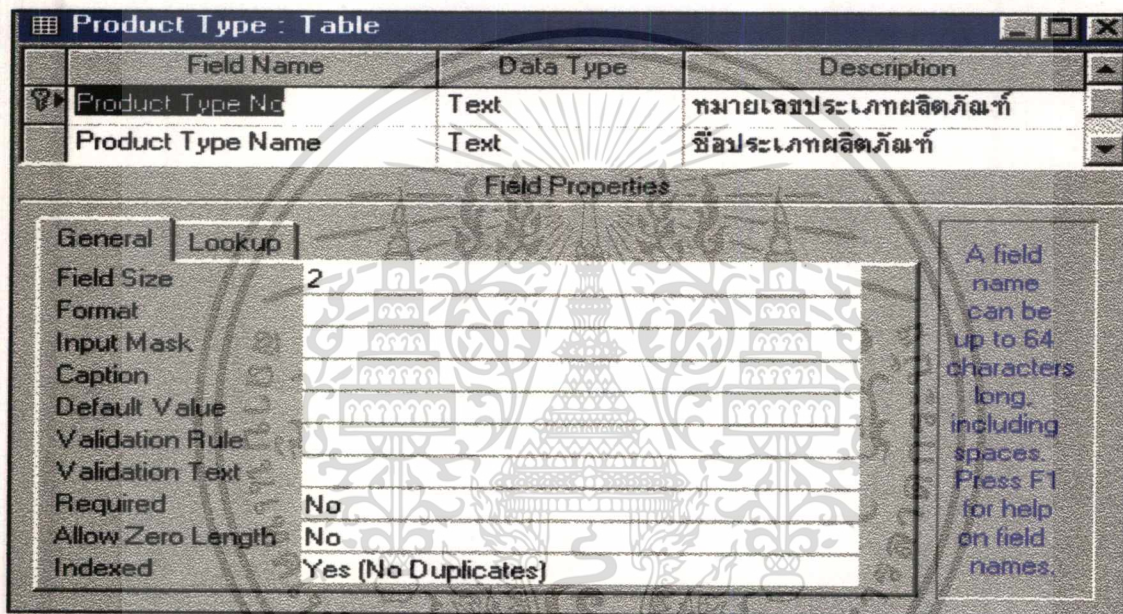 Product Type : Table
Field Name Data Type Description
Product Type No Text หมายเลขประเภทผลิตภัณฑ์
Product Type Name Text ชื่อประเภทผลิตภัณฑ์
Field Properties
General Lookup
Field Size 2
Format
Input Mask
Caption
Default Value
Validation Rule
Validation Text
Required No
Allow Zero Length No
Indexed Yes (No Duplicates)
A field
name
can be
up to 64
characters
long,
including
spaces.
Press F1
for help
on field
names.